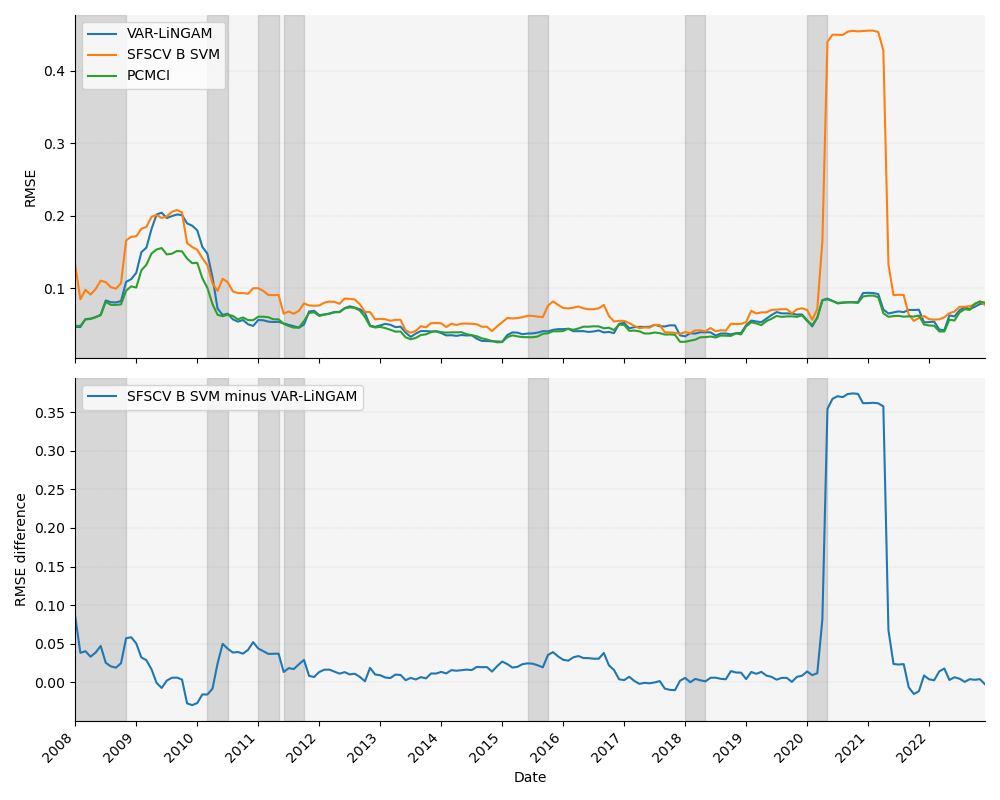 VAR-LiNGAM
SFSCV B SVM
PCMCI
0.4
0.3
0.2
0.1
RMSE
SFSCV B SVM minus VAR-LiNGAM
0.35
0.30
0.25
0.20
0.15
0.10
0.05
0.00
RMSE difference
2008 2009 2010 2011 2012 2013 2014 2015 2016 2017 2018 2019 2020 2021 2022
Date